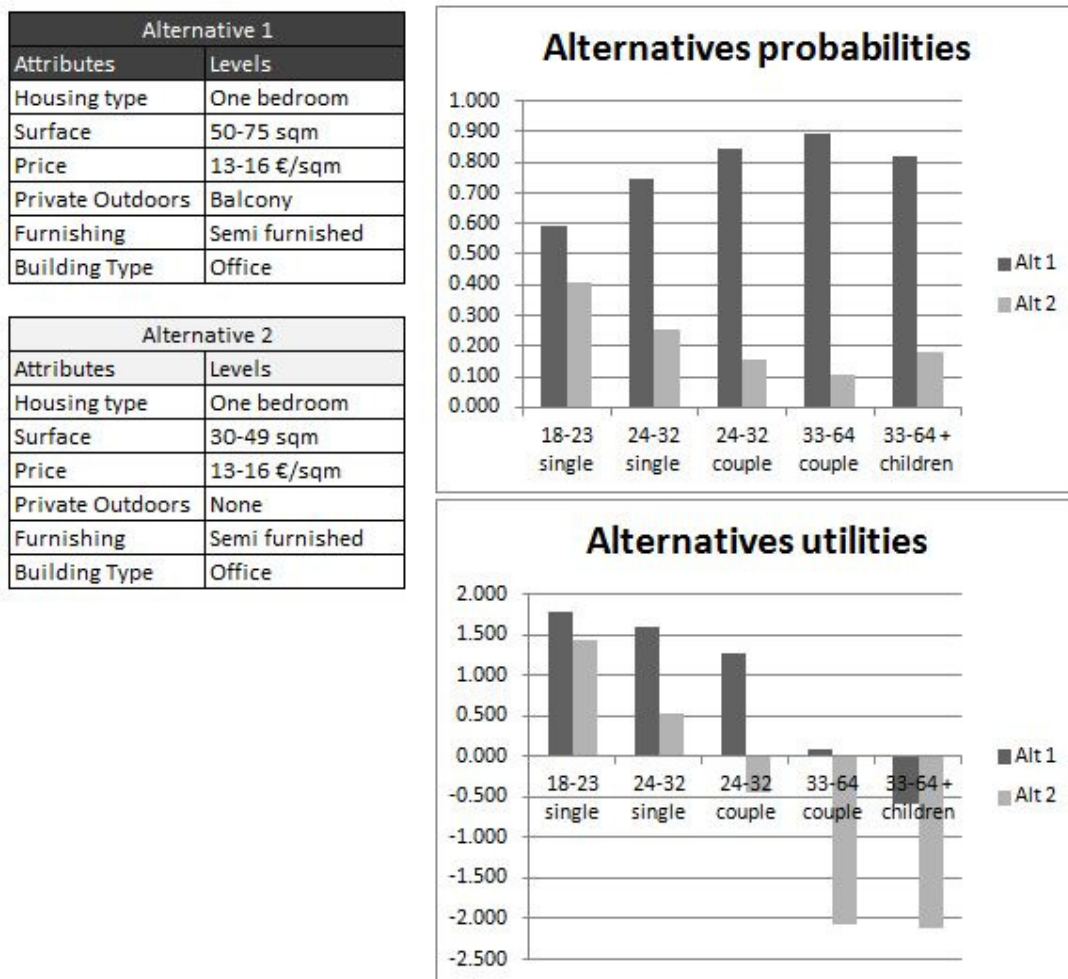 Alternative 1
Attributes Levels
Housing type One bedroom
Surface 50-75 sqm
Price 13-16 €/sqm
Private Outdoors Balcony
Furnishing Semi furnished
Building Type Office
Alternative 2
Attributes Levels
Housing type One bedroom
Surface 30-49 sqm
Price 13-16 €/sqm
Private Outdoors None
Furnishing Semi furnished
Building Type Office
Alternatives probabilities
1.000
0.900
0.800
0.700
0.600
0.500
0.400
0.300
0.200
0.100
0.000
18-23 24-32 24-32 33-64 33-64 +
single single couple couple children
Alt 1
Alt 2
Alternatives utilities
2.000
1.500
1.000
0.500
0.000
-0.500
-1.000
-1.500
-2.000
-2.500
18-23 24-32 24-32 33-64 33-64 +
single single couple couple children
Alt 1
Alt 2